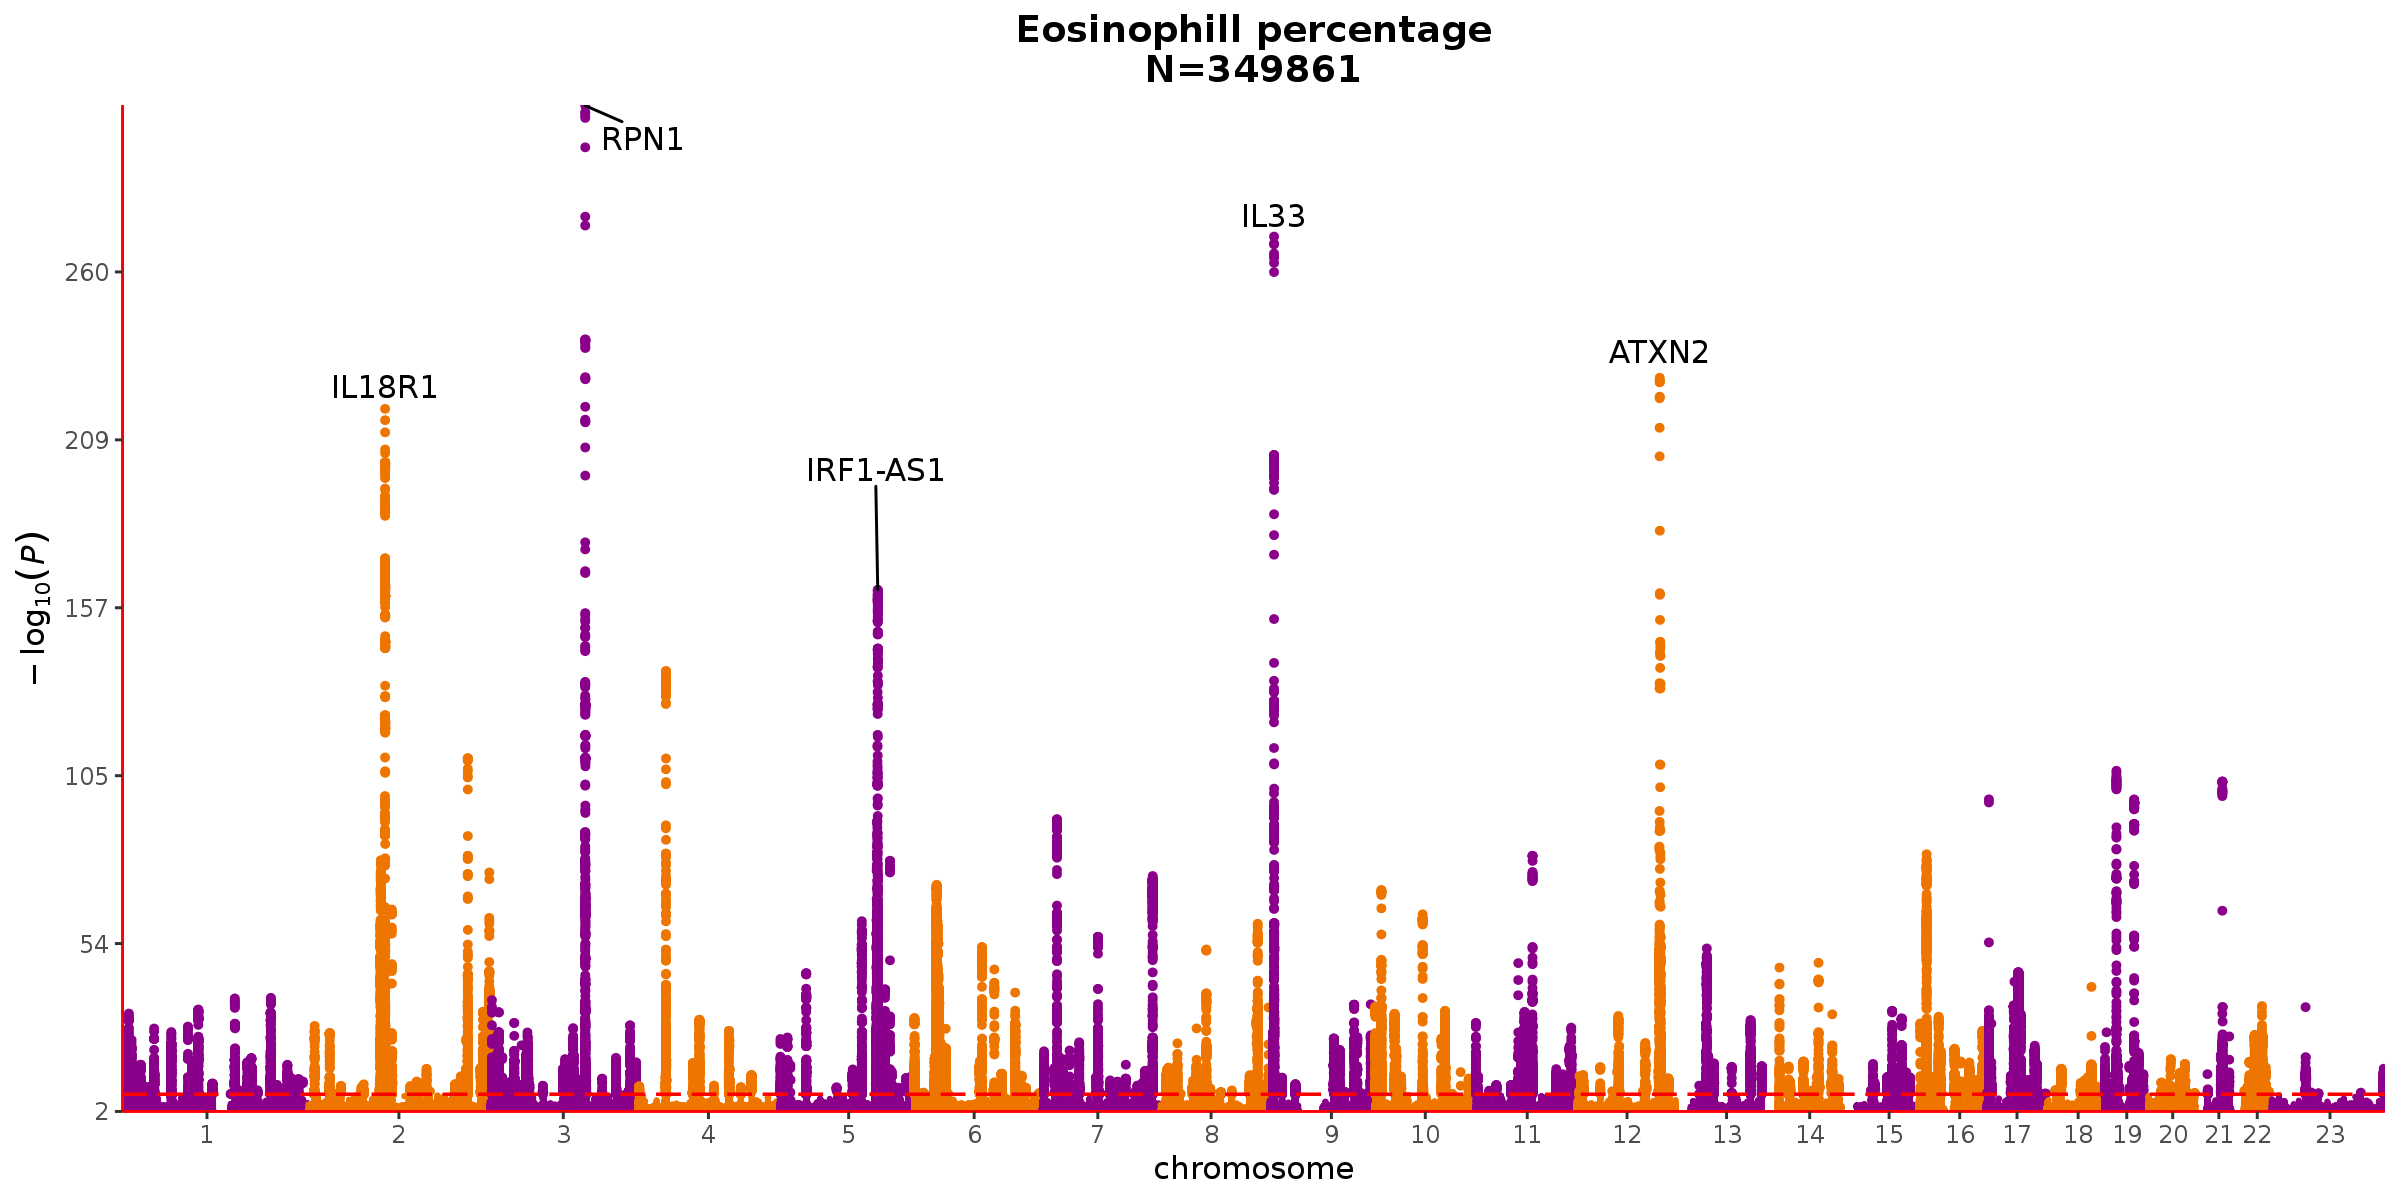 Eosinophill percentage
N=349861
RPN1
IL33
260
ATXN2
IL18R1
209
IRF1-AS1
157
105
54
2
−log10(P)
1 2 3 4 5 6 7 8 9 10 11 12 13 14 15 16 17 18 19 20 21 22 23
chromosome